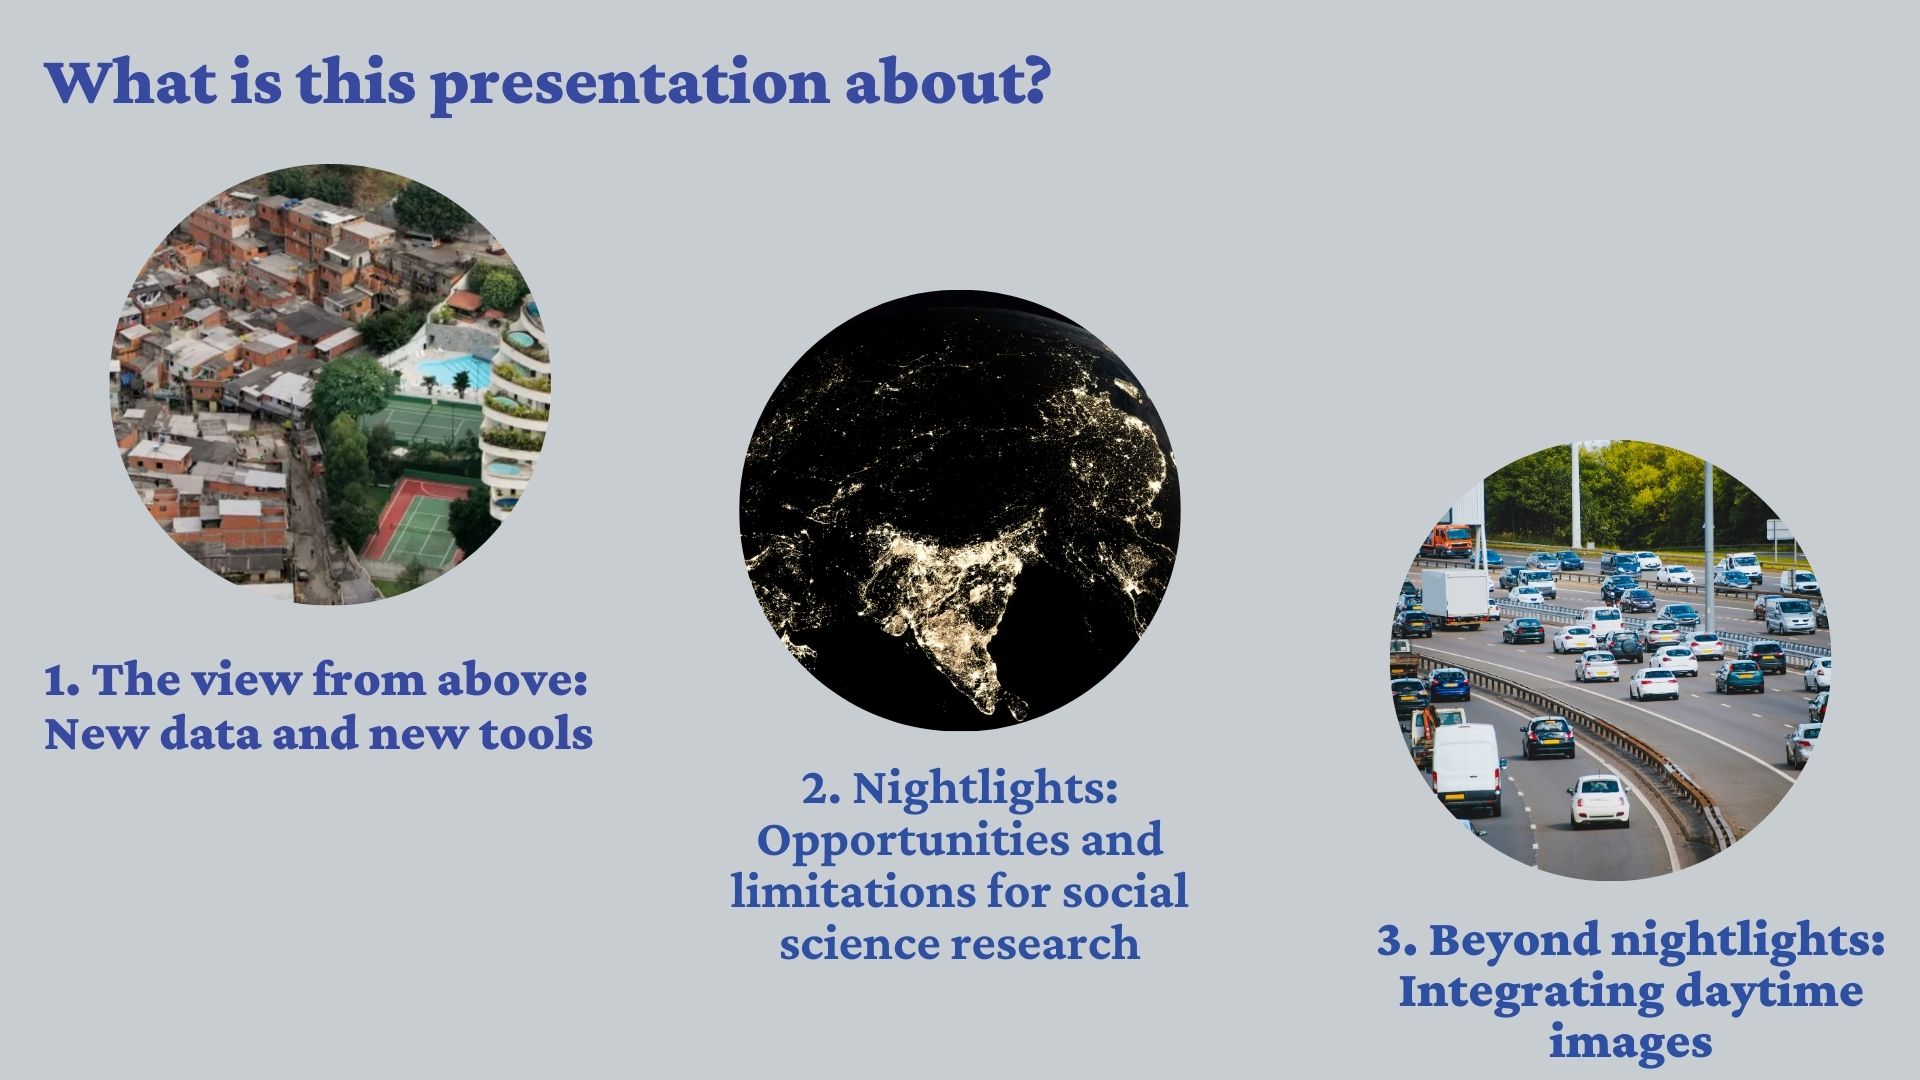 What is this presentation about?
1. The view from above:
New data and new tools
2. Nightlights:
Opportunities and
limitations for social
science research
3. Beyond nightlights:
Integrating daytime
images